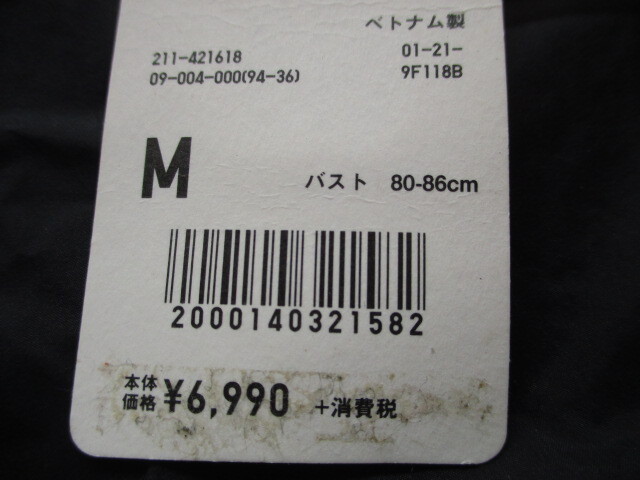 ベトナム製
211-421618 01-21-
09-004-000(94-36) 9F118B
M バスト 80-86cm
2000140321582
本体価格 ¥6,990 +消費税